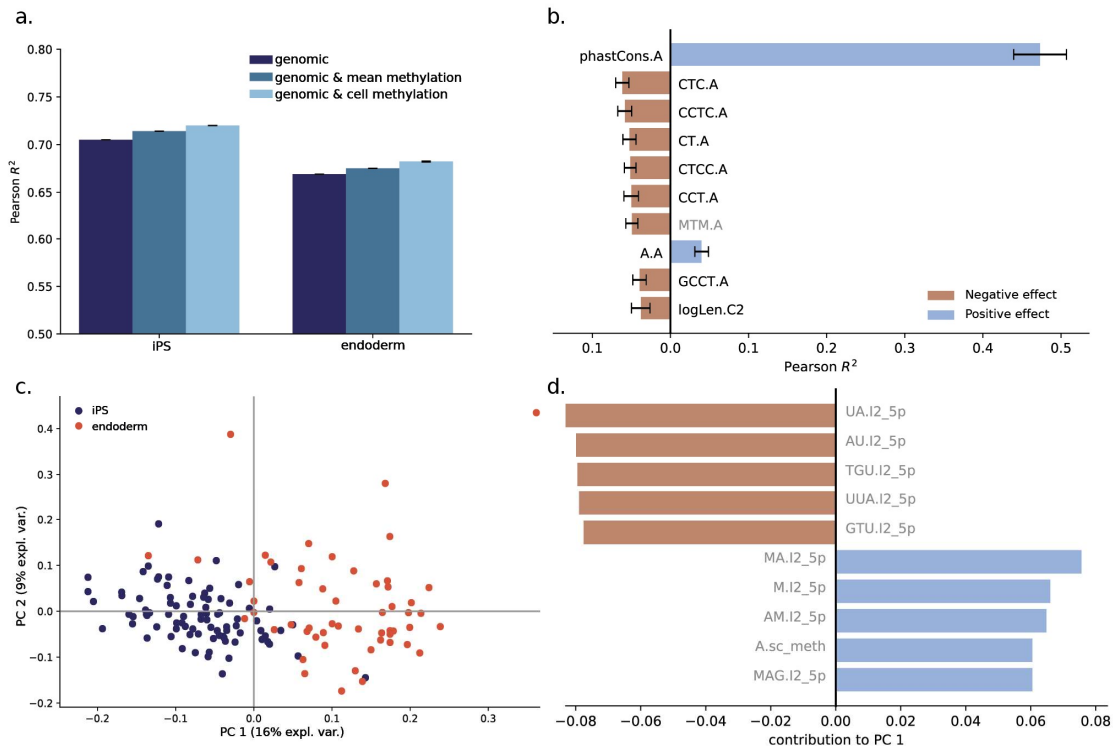 a.
0.80
0.75
0.70
0.65
0.60
0.55
0.50
Pearson R²
genomic
genomic & mean methylation
genomic & cell methylation
iPS
endoderm
b.
phastCons.A
CTC.A
CCTC.A
CT.A
CTCC.A
CCT.A
MTM.A
A.A
GCCT.A
logLen.C2
Negative effect
Positive effect
0.1 0.0 0.1 0.2 0.3 0.4 0.5
Pearson R²
c.
iPS
endoderm
0.4
0.3
0.2
0.1
0.0
−0.1
−0.2
PC 2 (9% expl. var.)
−0.2 −0.1 0.0 0.1 0.2 0.3
PC 1 (16% expl. var.)
d.
UA.I2_5p
AU.I2_5p
TGU.I2_5p
UUA.I2_5p
GTU.I2_5p
MA.I2_5p
M.I2_5p
AM.I2_5p
A.sc_meth
MAG.I2_5p
−0.08 −0.06 −0.04 −0.02 0.00 0.02 0.04 0.06 0.08
contribution to PC 1